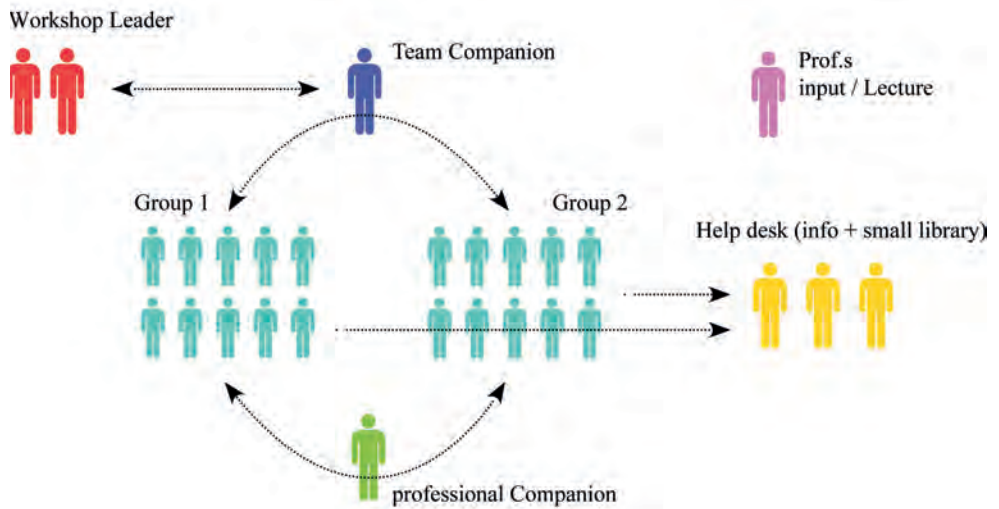 Workshop Leader
Team Companion
Prof.s
input / Lecture
Group 1
Group 2
Help desk (info + small library)
professional Companion